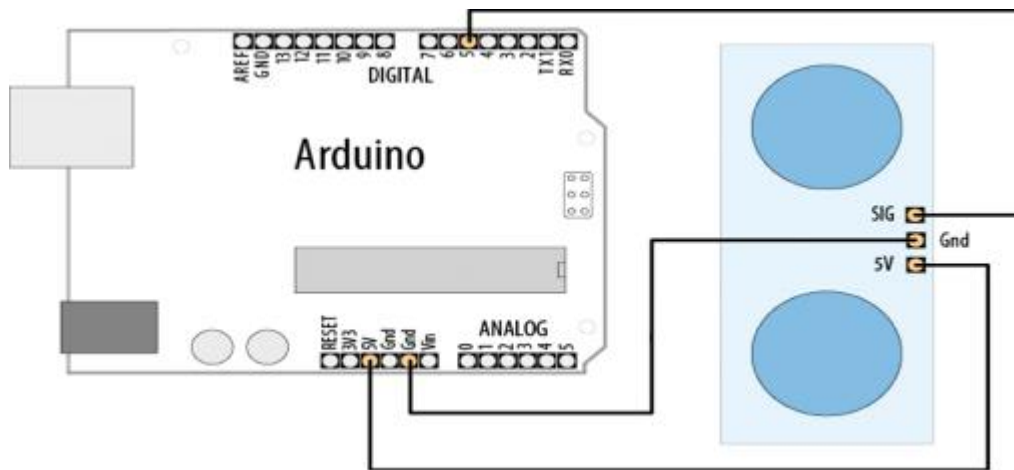 AREF GND 13 12 11 10 9 8 7 6 5 4 3 2 TX1 RX0
DIGITAL
Arduino
SIG
Gnd
5V
RESET 3V3 5V Gnd Gnd Vin
ANALOG
0 1 2 3 4 5